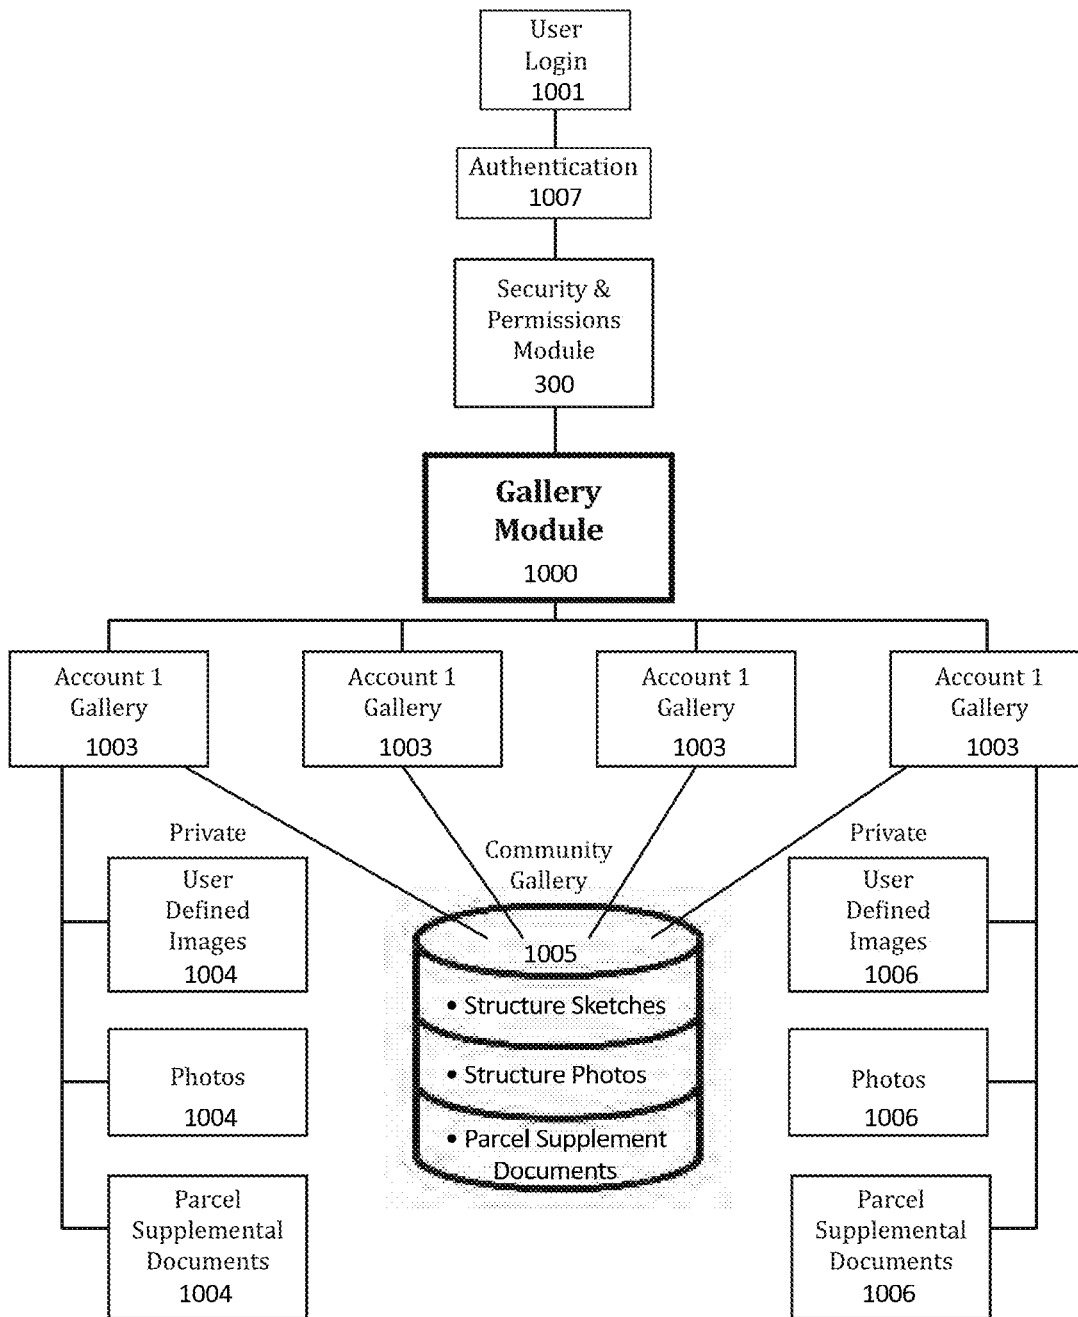 User
Login
1001
Authentication
1007
Security &
Permissions
Module
300
Gallery
Module
1000
Account 1
Gallery
1003
Account 1
Gallery
1003
Account 1
Gallery
1003
Account 1
Gallery
1003
Private
User
Defined
Images
1004
Photos
1004
Parcel
Supplemental
Documents
1004
Community
Gallery
1005
• Structure Sketches
• Structure Photos
• Parcel Supplement
Documents
Private
User
Defined
Images
1006
Photos
1006
Parcel
Supplemental
Documents
1006